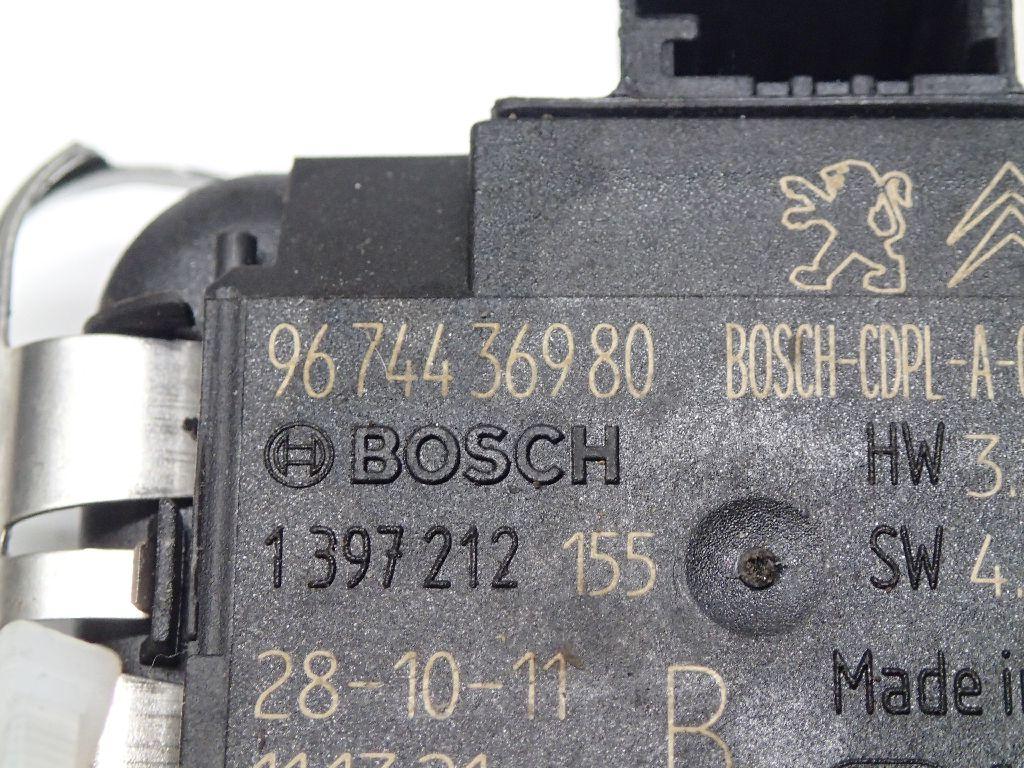 96 744 369 80 BOSCH-CDPL-A-
BOSCH HW 3.
1 397 212 155 SW 4.
28-10-11 Made in
B